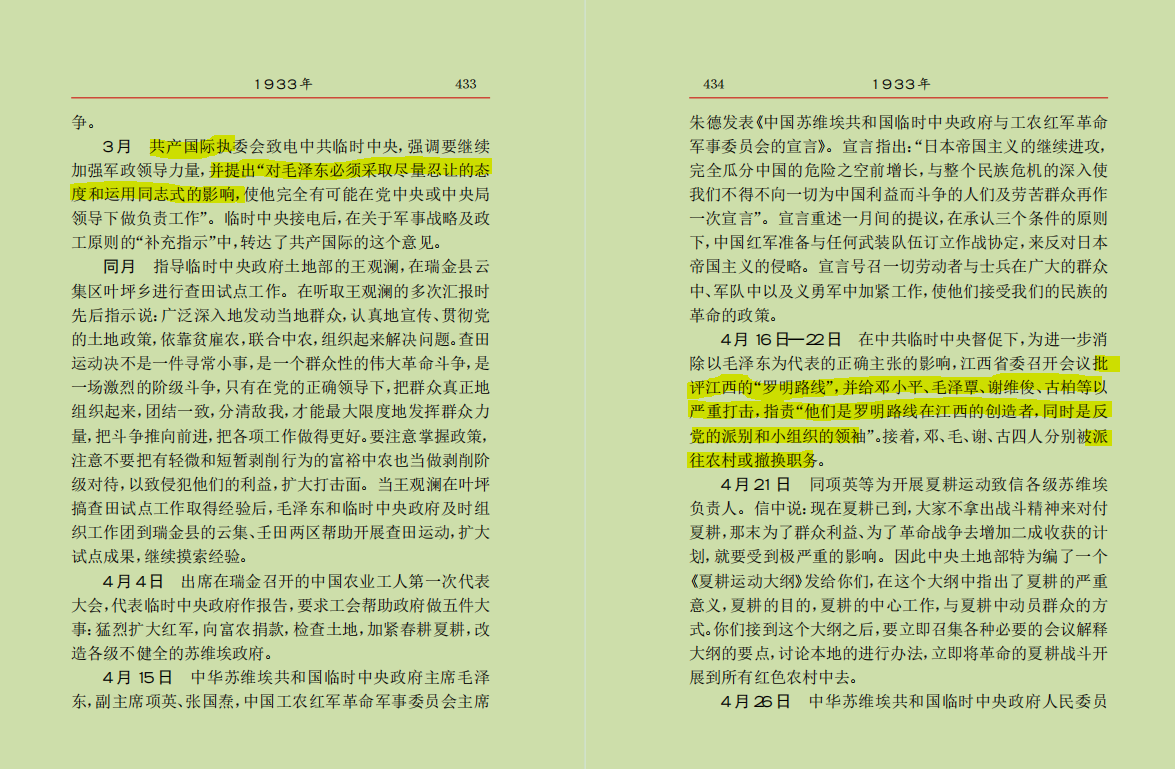 1933年 433
争。
3月 共产国际执委会致电中共临时中央,强调要继续
加强军政领导力量,并提出“对毛泽东必须采取尽量忍让的态
度和运用同志式的影响,使他完全有可能在党中央或中央局
领导下做负责工作”。临时中央接电后,在关于军事战略及政
工原则的“补充指示”中,转达了共产国际的这个意见。
同月 指导临时中央政府土地部的王观澜,在瑞金县云
集区叶坪乡进行查田试点工作。在听取王观澜的多次汇报时
先后指示说:广泛深入地发动当地群众,认真地宣传、贯彻党
的土地政策,依靠贫雇农,联合中农,组织起来解决问题。查田
运动决不是一件寻常小事,是一个群众性的伟大革命斗争,是
一场激烈的阶级斗争,只有在党的正确领导下,把群众真正地
组织起来,团结一致,分清敌我,才能最大限度地发挥群众力
量,把斗争推向前进,把各项工作做得更好。要注意掌握政策,
注意不要把有轻微和短暂剥削行为的富裕中农也当做剥削阶
级对待,以致侵犯他们的利益,扩大打击面。当王观澜在叶坪
搞查田试点工作取得经验后,毛泽东和临时中央政府及时组
织工作团到瑞金县的云集、壬田两区帮助开展查田运动,扩大
试点成果,继续摸索经验。
4月4日 出席在瑞金召开的中国农业工人第一次代表
大会,代表临时中央政府作报告,要求工会帮助政府做五件大
事:猛烈扩大红军,向富农捐款,检查土地,加紧春耕夏耕,改
造各级不健全的苏维埃政府。
4月15日 中华苏维埃共和国临时中央政府主席毛泽
东,副主席项英、张国焘,中国工农红军革命军事委员会主席
434 1933年
朱德发表《中国苏维埃共和国临时中央政府与工农红军革命
军事委员会的宣言》。宣言指出:“日本帝国主义的继续进攻,
完全瓜分中国的危险之空前增长,与整个民族危机的深入使
我们不得不向一切为中国利益而斗争的人们及劳苦群众再作
一次宣言”。宣言重述一月间的提议,在承认三个条件的原则
下,中国红军准备与任何武装队伍订立作战协定,来反对日本
帝国主义的侵略。宣言号召一切劳动者与士兵在广大的群众
中、军队中以及义勇军中加紧工作,使他们接受我们的民族的
革命的政策。
4月16日—22日 在中共临时中央督促下,为进一步消
除以毛泽东为代表的正确主张的影响,江西省委召开会议批
评江西的“罗明路线”,并给邓小平、毛泽覃、谢维俊、古柏等以
严重打击,指责“他们是罗明路线在江西的创造者,同时是反
党的派别和小组织的领袖”。接着,邓、毛、谢、古四人分别被派
往农村或撤换职务。
4月21日 同项英等为开展夏耕运动致信各级苏维埃
负责人。信中说:现在夏耕已到,大家不拿出战斗精神来对付
夏耕,那末为了群众利益、为了革命战争去增加二成收获的计
划,就要受到极严重的影响。因此中央土地部特为编了一个
《夏耕运动大纲》发给你们,在这个大纲中指出了夏耕的严重
意义,夏耕的目的,夏耕的中心工作,与夏耕中动员群众的方
式。你们接到这个大纲之后,要立即召集各种必要的会议解释
大纲的要点,讨论本地的进行办法,立即将革命的夏耕战斗开
展到所有红色农村中去。
4月26日 中华苏维埃共和国临时中央政府人民委员